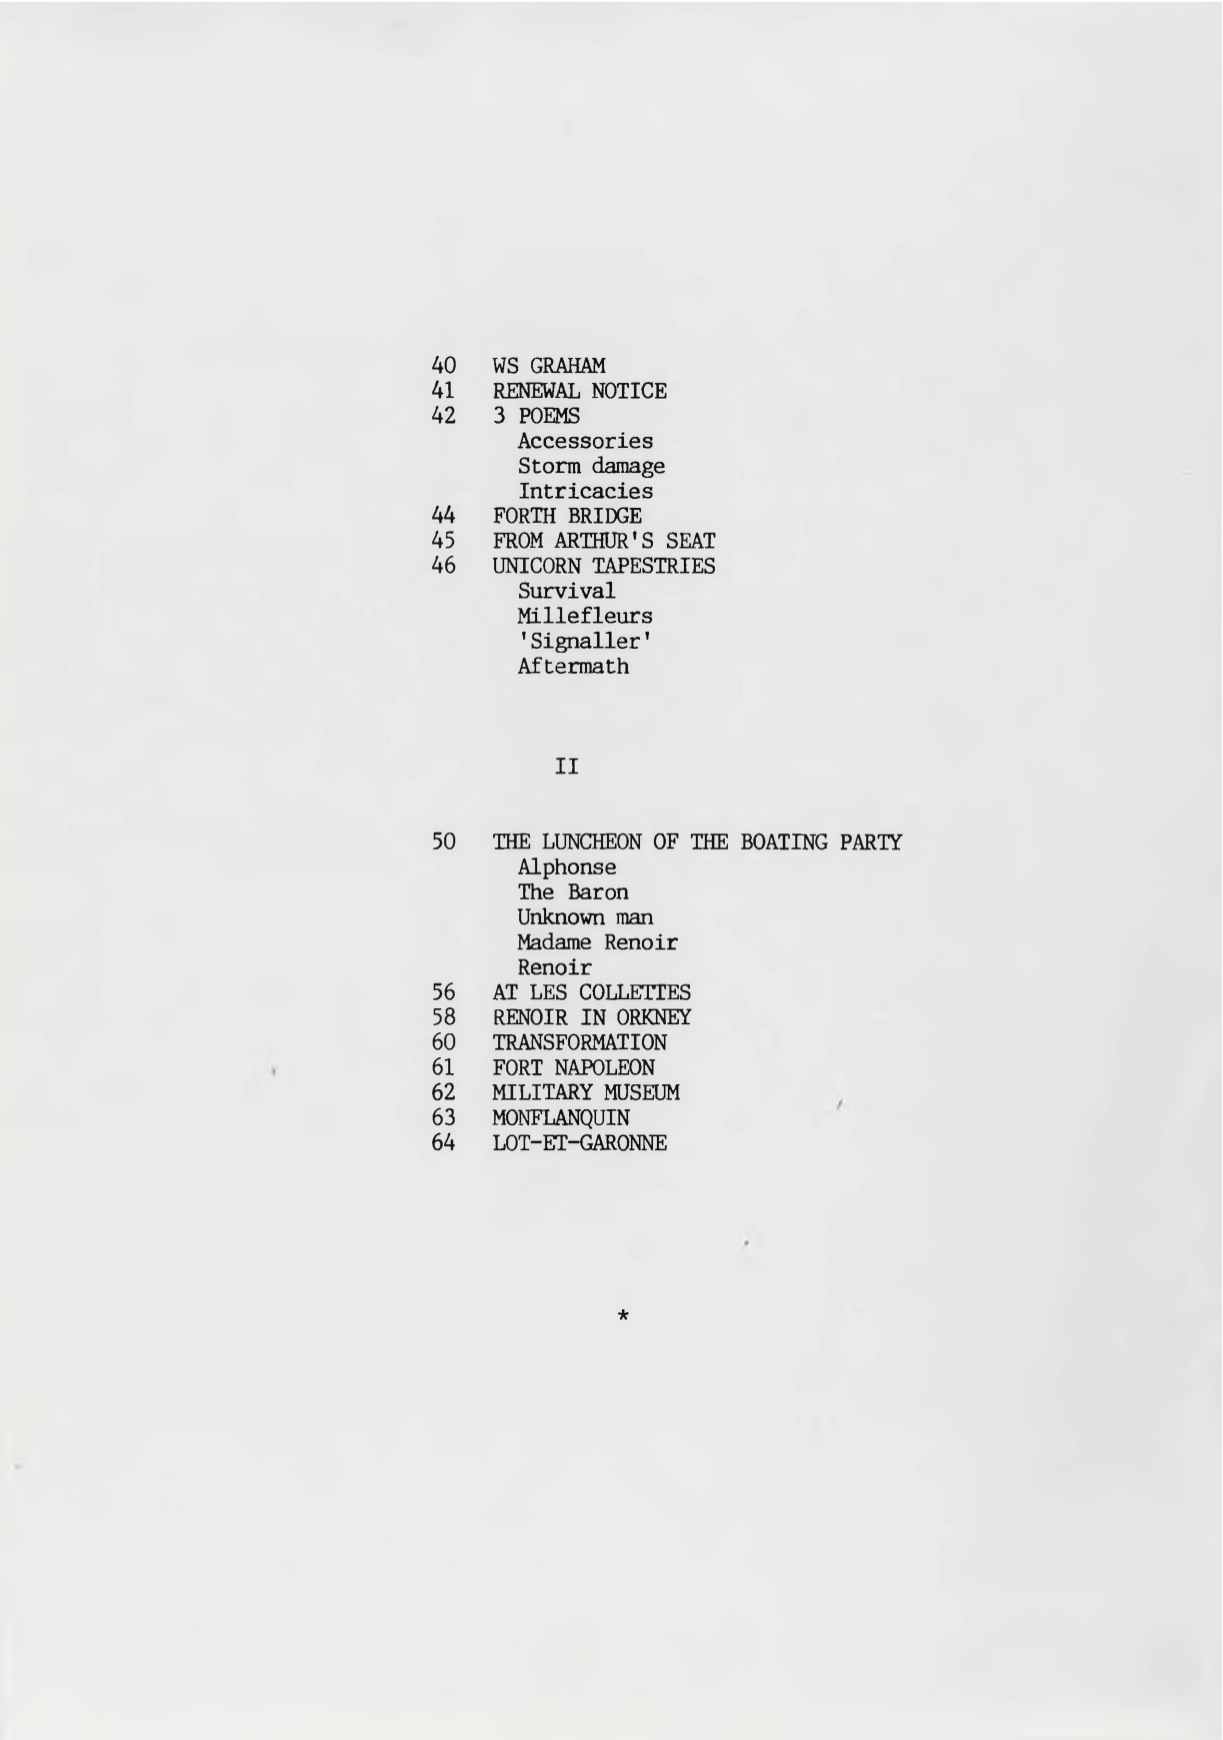 40 WS GRAHAM
41 RENEWAL NOTICE
42 3 POEMS
Accessories
Storm damage
Intricacies
44 FORTH BRIDGE
45 FROM ARTHUR'S SEAT
46 UNICORN TAPESTRIES
Survival
Millefleurs
'Signaller'
Aftermath
II
50 THE LUNCHEON OF THE BOATING PARTY
Alphonse
The Baron
Unknown man
Madame Renoir
Renoir
56 AT LES COLLETTES
58 RENOIR IN ORKNEY
60 TRANSFORMATION
61 FORT NAPOLEON
62 MILITARY MUSEUM
63 MONFLANQUIN
64 LOT-ET-GARONNE
*